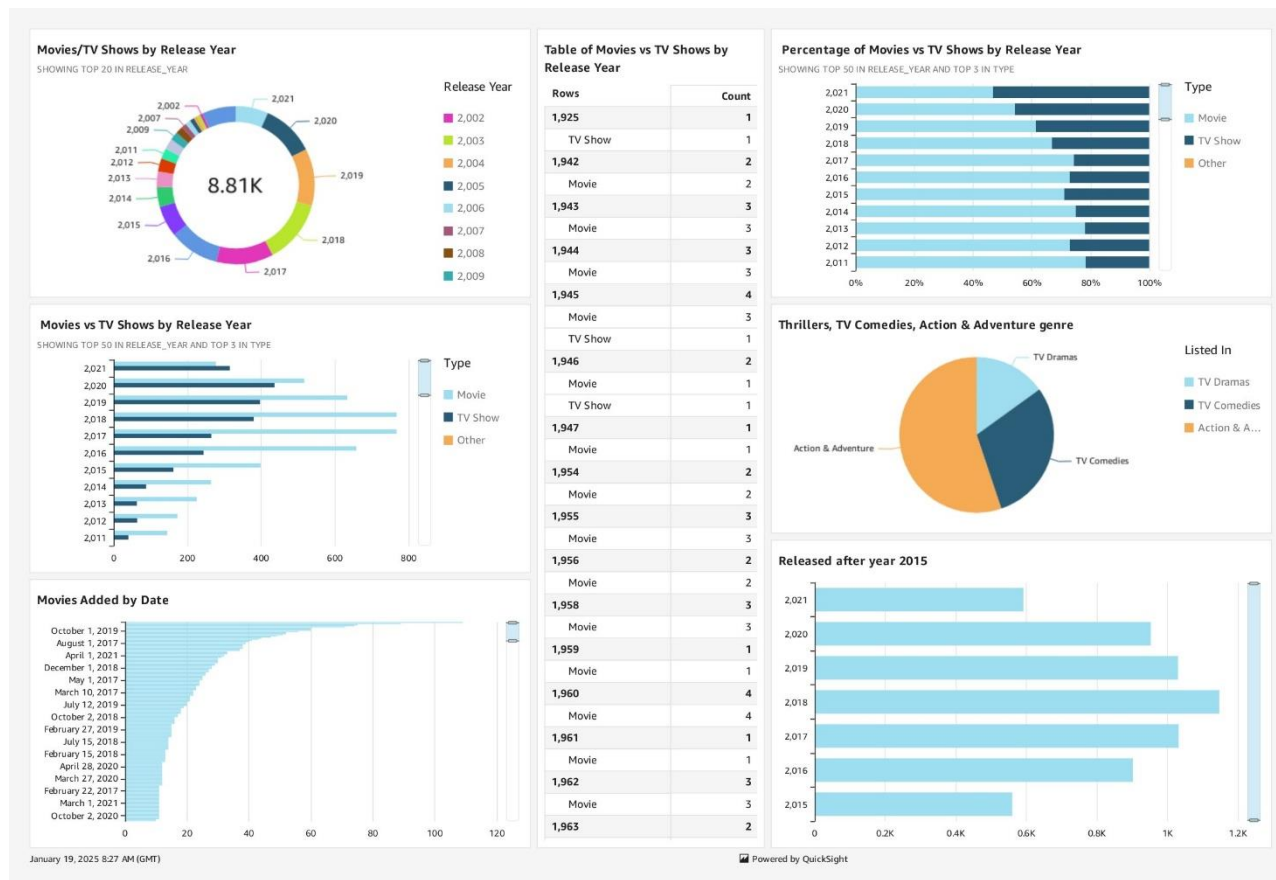 Movies/TV Shows by Release Year
SHOWING TOP 20 IN RELEASE_YEAR
2,002
2,007
2,009
2,011
2,012
2,013
2,014
2,015
2,016
2,017
2,018
2,019
2,020
2,021
8.81K
Release Year
2,002
2,003
2,004
2,005
2,006
2,007
2,008
2,009
Movies vs TV Shows by Release Year
SHOWING TOP 50 IN RELEASE_YEAR AND TOP 3 IN TYPE
2,021
2,020
2,019
2,018
2,017
2,016
2,015
2,014
2,013
2,012
2,011
0 200 400 600 800
Type
Movie
TV Show
Other
Movies Added by Date
October 1, 2019
August 1, 2017
April 1, 2021
December 1, 2018
May 1, 2017
March 10, 2017
July 12, 2019
October 2, 2018
February 27, 2019
July 15, 2018
February 15, 2018
April 28, 2020
March 27, 2020
February 22, 2017
March 1, 2021
October 2, 2020
0 20 40 60 80 100 120
Table of Movies vs TV Shows by
Release Year
Rows Count
1,925 1
TV Show 1
1,942 2
Movie 2
1,943 3
Movie 3
1,944 3
Movie 3
1,945 4
Movie 3
TV Show 1
1,946 2
Movie 1
TV Show 1
1,947 1
Movie 1
1,954 2
Movie 2
1,955 3
Movie 3
1,956 2
Movie 2
1,958 3
Movie 3
1,959 1
Movie 1
1,960 4
Movie 4
1,961 1
Movie 1
1,962 3
Movie 3
1,963 2
Percentage of Movies vs TV Shows by Release Year
SHOWING TOP 50 IN RELEASE_YEAR AND TOP 3 IN TYPE
2,021
2,020
2,019
2,018
2,017
2,016
2,015
2,014
2,013
2,012
2,011
0% 20% 40% 60% 80% 100%
Type
Movie
TV Show
Other
Thrillers, TV Comedies, Action & Adventure genre
TV Dramas
Action & Adventure
TV Comedies
Listed In
TV Dramas
TV Comedies
Action & A...
Released after year 2015
2,021
2,020
2,019
2,018
2,017
2,016
2,015
0 0.2K 0.4K 0.6K 0.8K 1K 1.2K
January 19, 2025 8:27 AM (GMT)
Powered by QuickSight